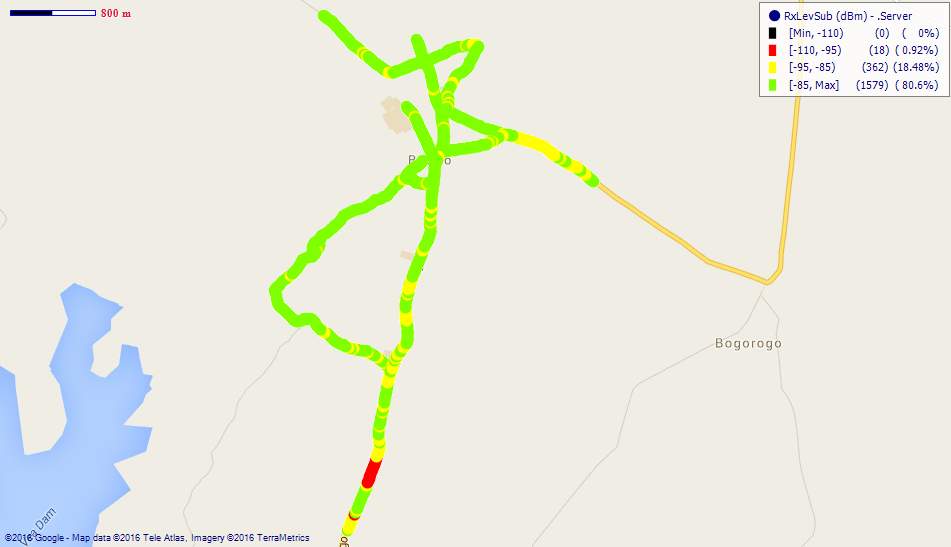 800 m
RxLevSub (dBm) - .Server
[Min, -110) (0) ( 0%)
[-110, -95) (18) ( 0.92%)
[-95, -85) (362) (18.48%)
[-85, Max] (1579) ( 80.6%)
Bogorogo
Dam
©2016 Google - Map data ©2016 Tele Atlas, Imagery ©2016 TerraMetrics